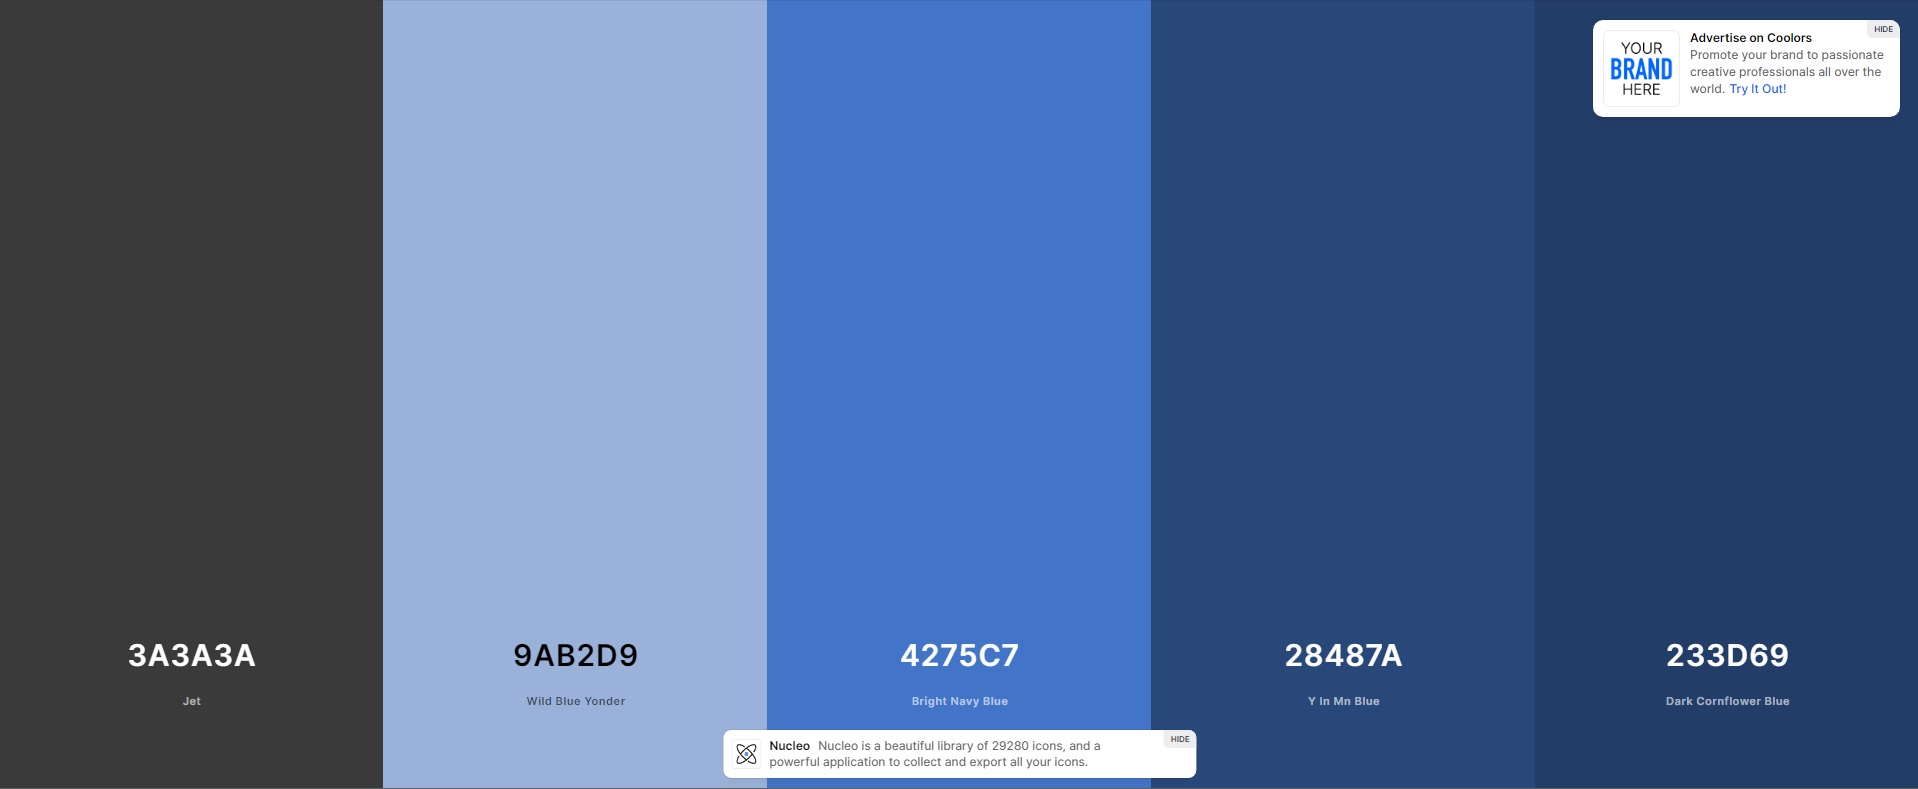 HIDE
YOUR
BRAND
HERE
Advertise on Coolors
Promote your brand to passionate
creative professionals all over the
world. Try It Out!
3A3A3A
Jet
9AB2D9
Wild Blue Yonder
4275C7
Bright Navy Blue
28487A
Y In Mn Blue
233D69
Dark Cornflower Blue
HIDE
Nucleo Nucleo is a beautiful library of 29280 icons, and a
powerful application to collect and export all your icons.